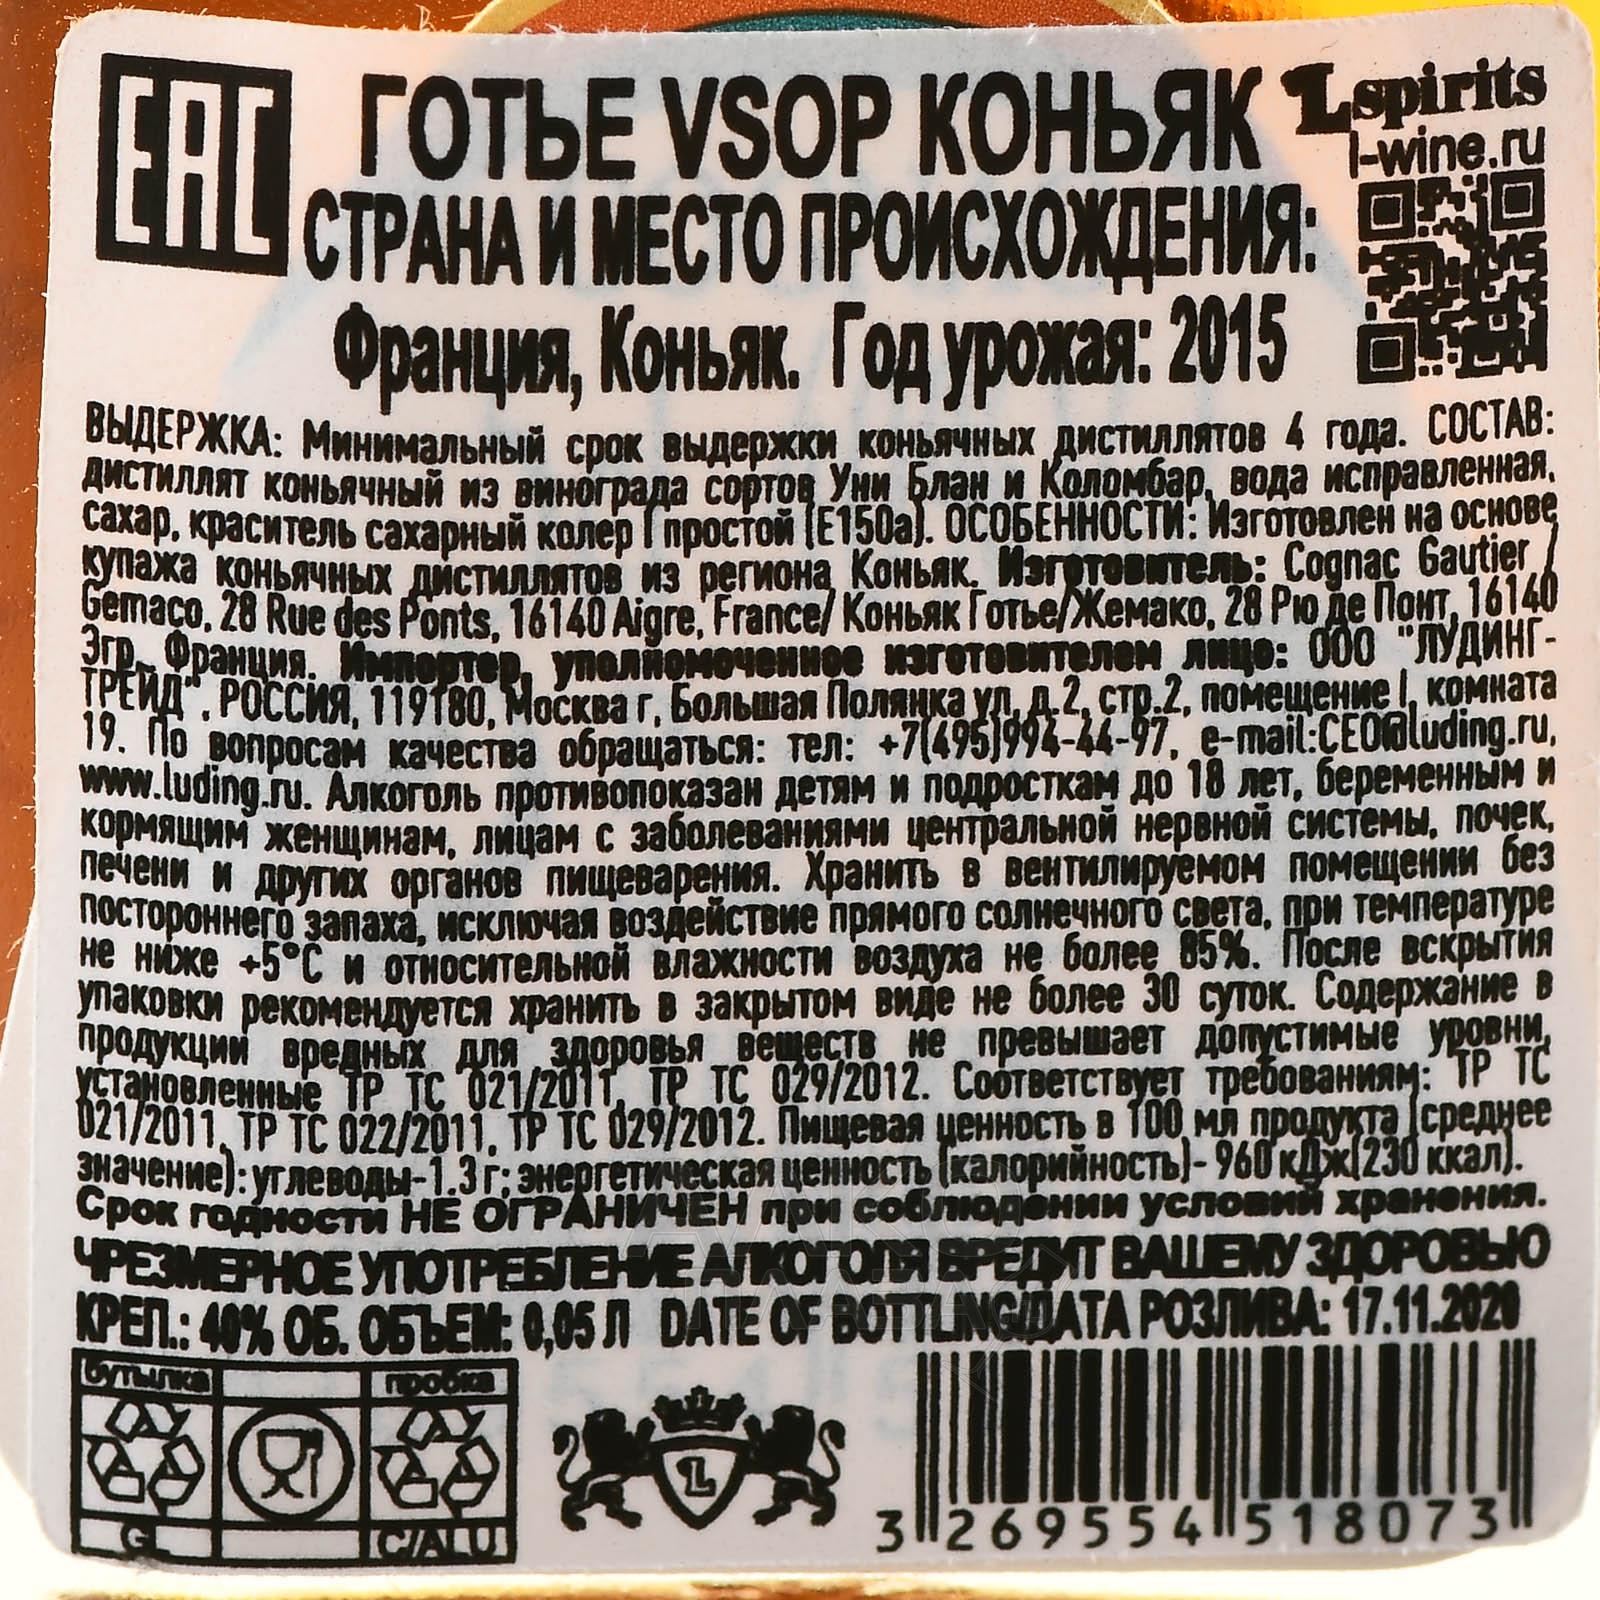 ЕАС
ГОТЬЕ VSOP КОНЬЯК
Lspirits
l-wine.ru
СТРАНА И МЕСТО ПРОИСХОЖДЕНИЯ:
Франция, Коньяк. Год урожая: 2015
ВЫДЕРЖКА: Минимальный срок выдержки коньячных дистиллятов 4 года. СОСТАВ:
дистиллят коньячный из винограда сортов Уни Блан и Коломбар, вода исправленная,
сахар, краситель сахарный колер I простой (Е150а). ОСОБЕННОСТИ: Изготовлен на основе
купажа коньячных дистиллятов из региона Коньяк. Изготовитель: Cognac Gautier /
Gemaco, 28 Rue des Ponts, 16140 Aigre, France/ Коньяк Готье/Жемако, 28 Рю де Понт, 16140
Эгр, Франция. Импортер, уполномоченное изготовителем лицо: ООО "ЛУДИНГ-
ТРЕЙД", РОССИЯ, 119180, Москва г, Большая Полянка ул, д.2, стр.2, помещение I, комната
19. По вопросам качества обращаться: тел: +7(495)994-44-97, e-mail:CEO@luding.ru,
www.luding.ru. Алкоголь противопоказан детям и подросткам до 18 лет, беременным и
кормящим женщинам, лицам с заболеваниями центральной нервной системы, почек,
печени и других органов пищеварения. Хранить в вентилируемом помещении без
постороннего запаха, исключая воздействие прямого солнечного света, при температуре
не ниже +5°С и относительной влажности воздуха не более 85%. После вскрытия
упаковки рекомендуется хранить в закрытом виде не более 30 суток. Содержание в
продукции вредных для здоровья веществ не превышает допустимые уровни,
установленные ТР ТС 021/2011, ТР ТС 029/2012. Соответствует требованиям: ТР ТС
021/2011, ТР ТС 022/2011, ТР ТС 029/2012. Пищевая ценность в 100 мл продукта (среднее
значение): углеводы-1.3 г; энергетическая ценность (калорийность)- 960 кДж(230 ккал).
Срок годности НЕ ОГРАНИЧЕН при соблюдении условий хранения.
ЧРЕЗМЕРНОЕ УПОТРЕБЛЕНИЕ АЛКОГОЛЯ ВРЕДИТ ВАШЕМУ ЗДОРОВЬЮ
КРЕП.: 40% ОБ. ОБЪЕМ: 0,05 Л DATE OF BOTTLING/ДАТА РОЗЛИВА: 17.11.2020
бутылка пробка
GL C/ALU
L
3 269554 518073